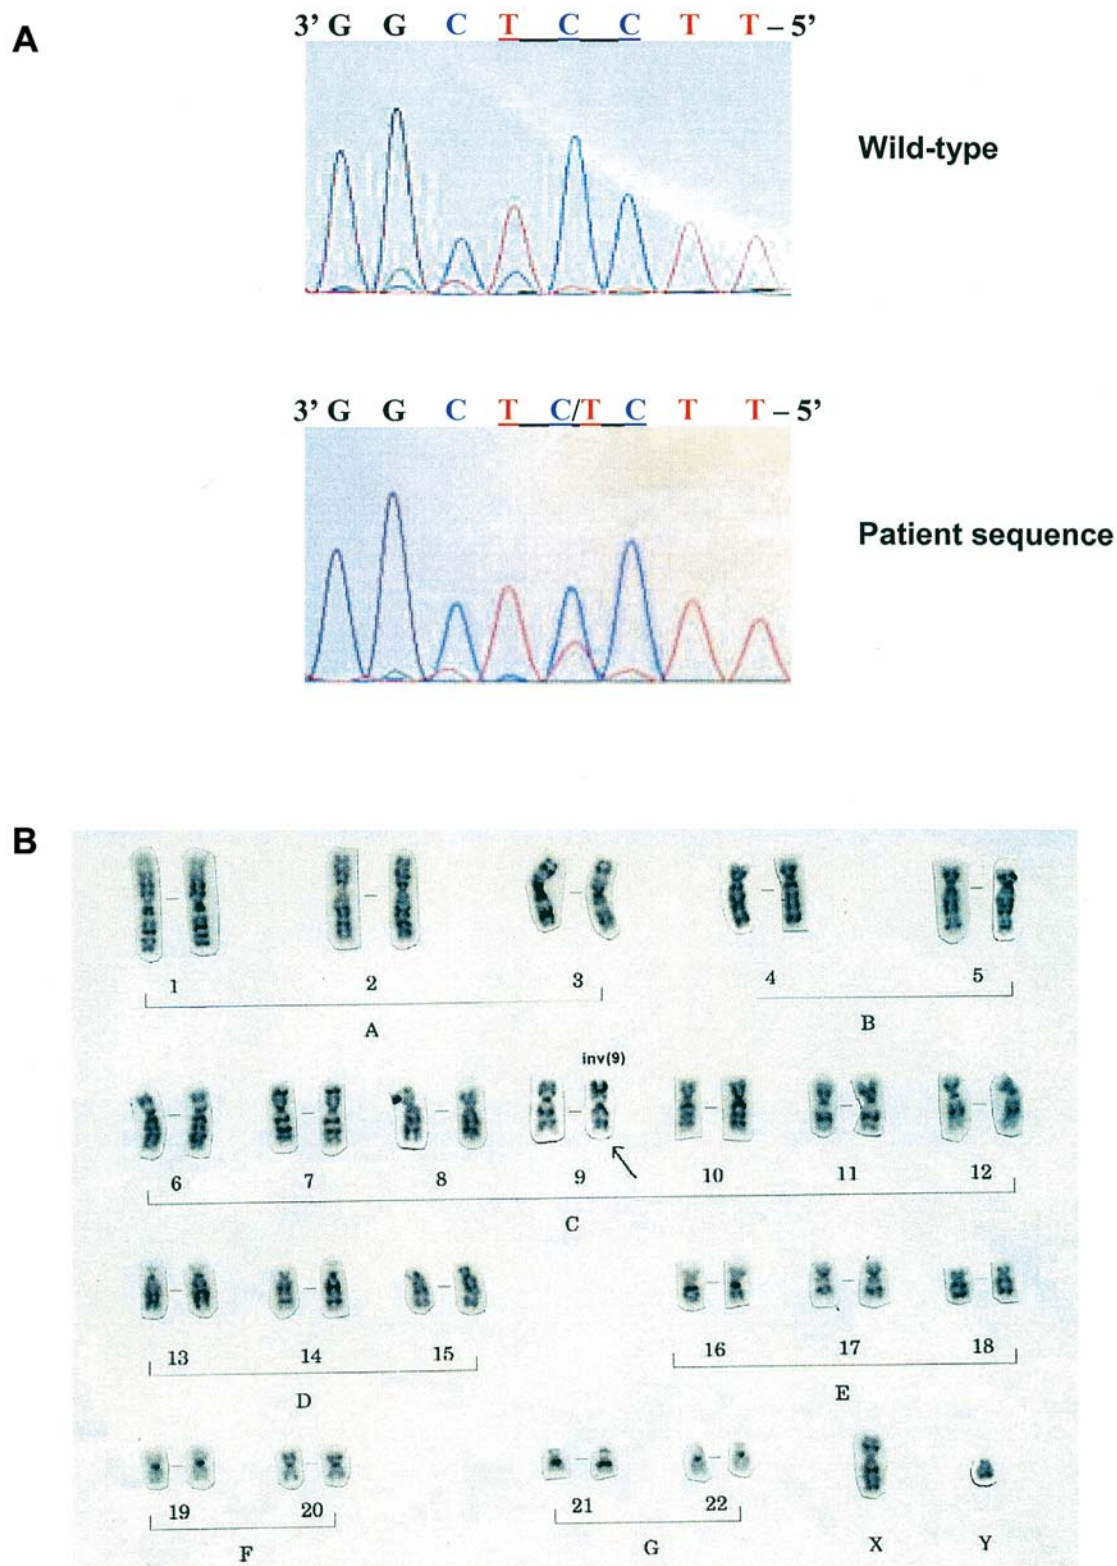 A
3' G G C T C C T T – 5'
Wild-type
3' G G C T C/T C T T – 5'
Patient sequence
B
1 2 3 4 5
A B
inv(9)
6 7 8 9 10 11 12
C
13 14 15 16 17 18
D E
19 20 21 22
F G X Y